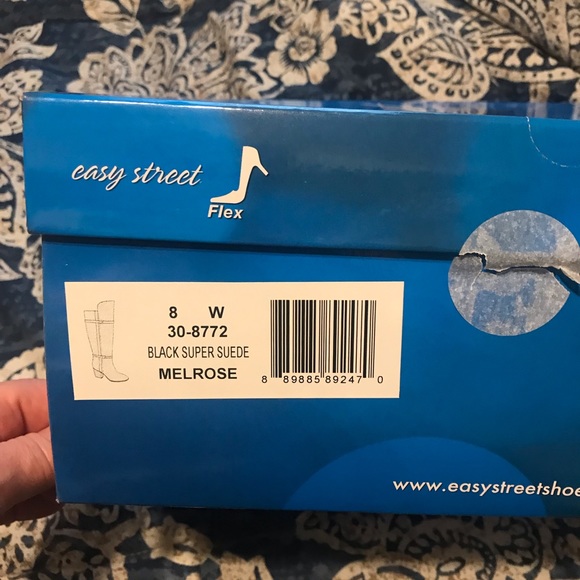 easy street
Flex
8 W
30-8772
BLACK SUPER SUEDE
MELROSE
8 89885 89247 0
www.easystreetshoe